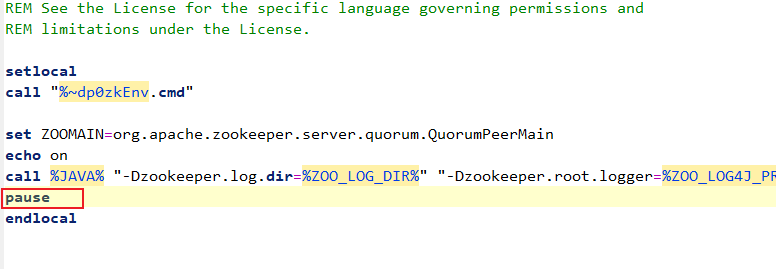 REM See the License for the specific language governing permissions and
REM limitations under the License.
setlocal
call "%~dp0zkEnv.cmd"
set ZOOMAIN=org.apache.zookeeper.server.quorum.QuorumPeerMain
echo on
call %JAVA% "-Dzookeeper.log.dir=%ZOO_LOG_DIR%" "-Dzookeeper.root.logger=%ZOO_LOG4J_PR
pause
endlocal